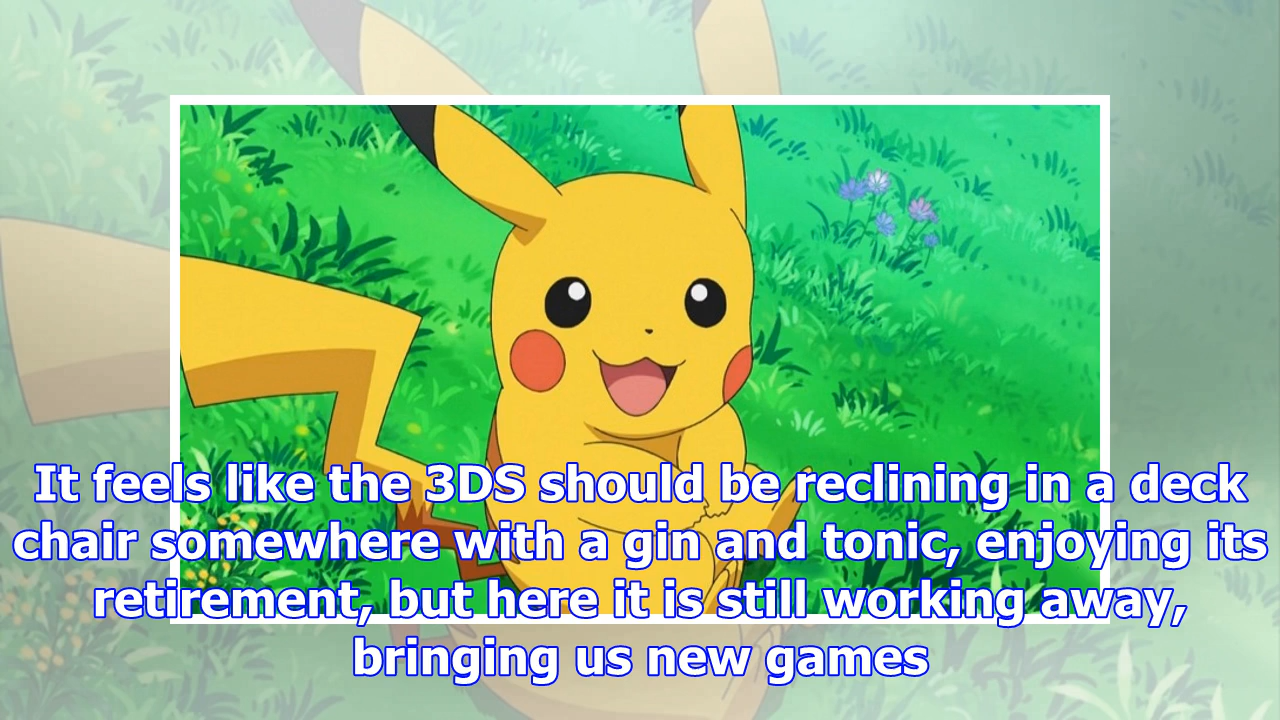 It feels like the 3DS should be reclining in a deck
chair somewhere with a gin and tonic, enjoying its
retirement, but here it is still working away,
bringing us new games